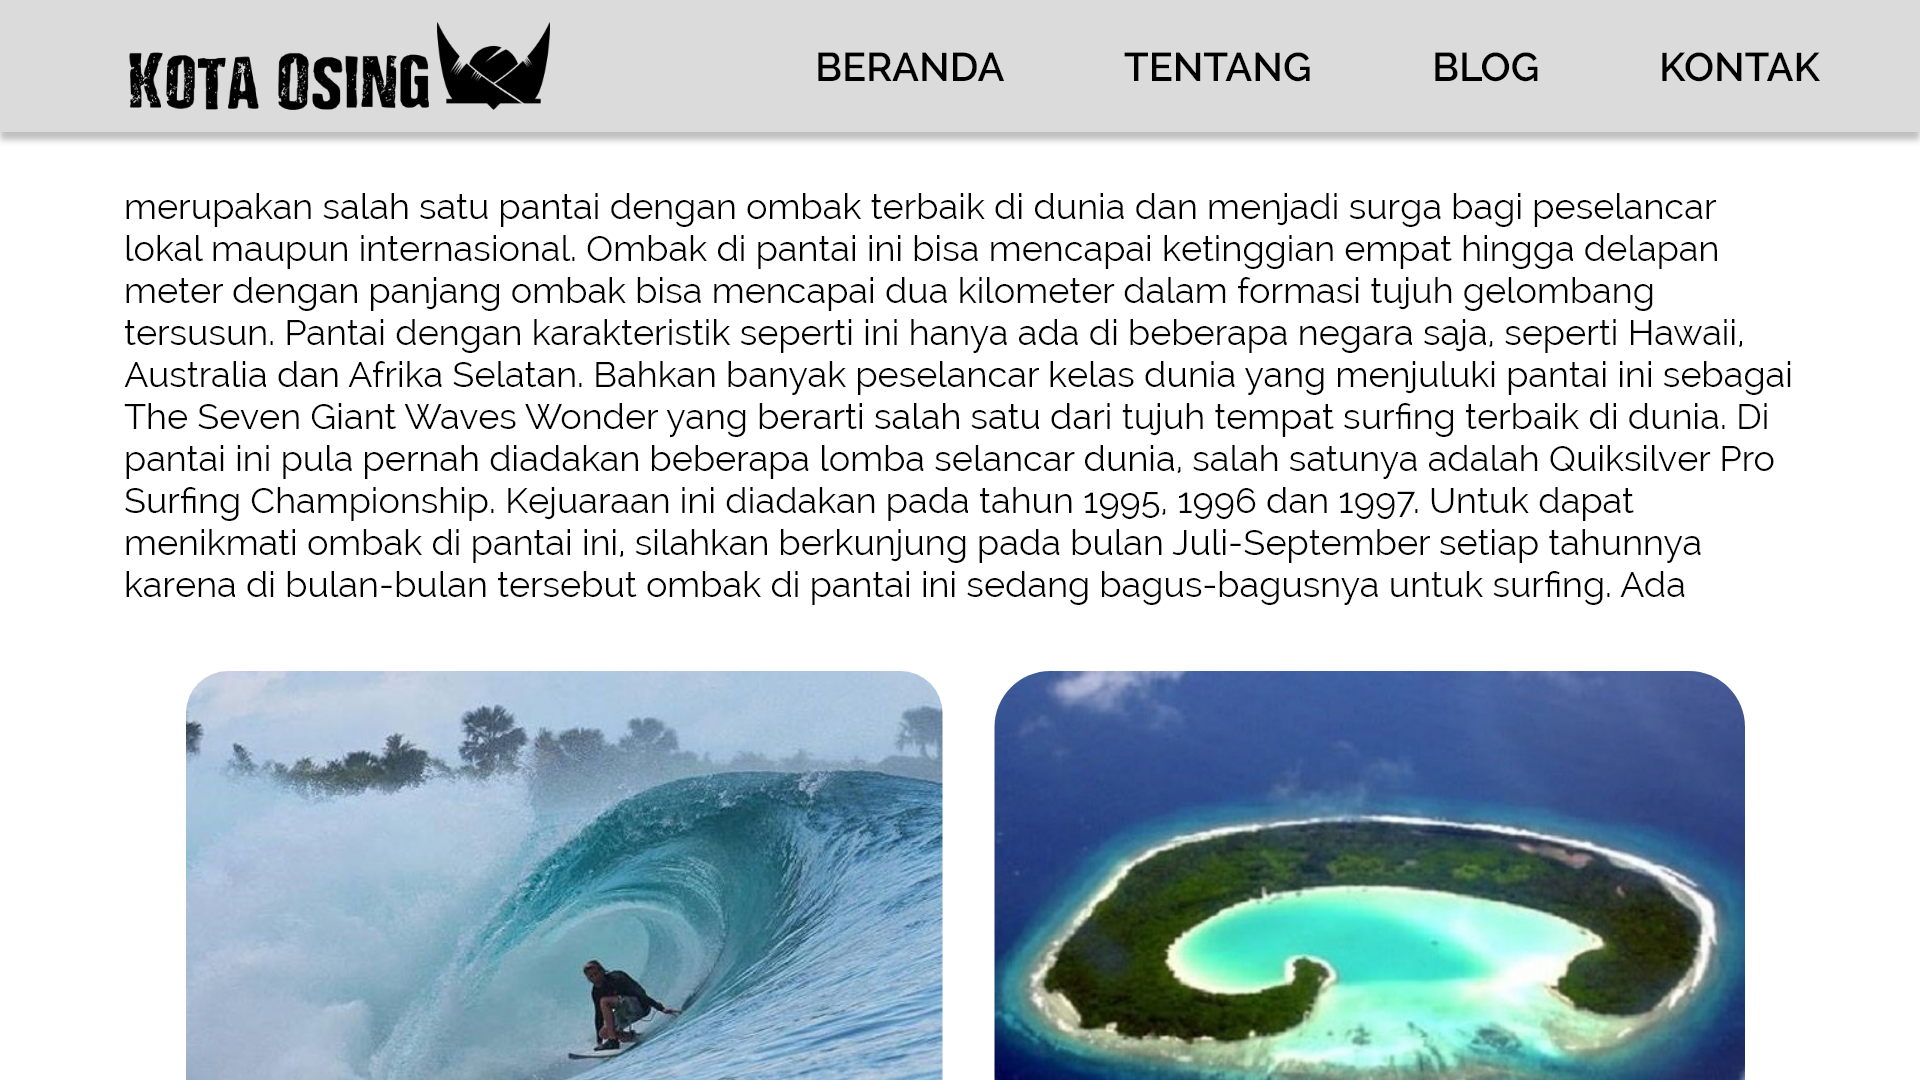 KOTA OSING
BERANDA
TENTANG
BLOG
KONTAK
merupakan salah satu pantai dengan ombak terbaik di dunia dan menjadi surga bagi peselancar
lokal maupun internasional. Ombak di pantai ini bisa mencapai ketinggian empat hingga delapan
meter dengan panjang ombak bisa mencapai dua kilometer dalam formasi tujuh gelombang
tersusun. Pantai dengan karakteristik seperti ini hanya ada di beberapa negara saja, seperti Hawaii,
Australia dan Afrika Selatan. Bahkan banyak peselancar kelas dunia yang menjuluki pantai ini sebagai
The Seven Giant Waves Wonder yang berarti salah satu dari tujuh tempat surfing terbaik di dunia. Di
pantai ini pula pernah diadakan beberapa lomba selancar dunia, salah satunya adalah Quiksilver Pro
Surfing Championship. Kejuaraan ini diadakan pada tahun 1995, 1996 dan 1997. Untuk dapat
menikmati ombak di pantai ini, silahkan berkunjung pada bulan Juli-September setiap tahunnya
karena di bulan-bulan tersebut ombak di pantai ini sedang bagus-bagusnya untuk surfing. Ada